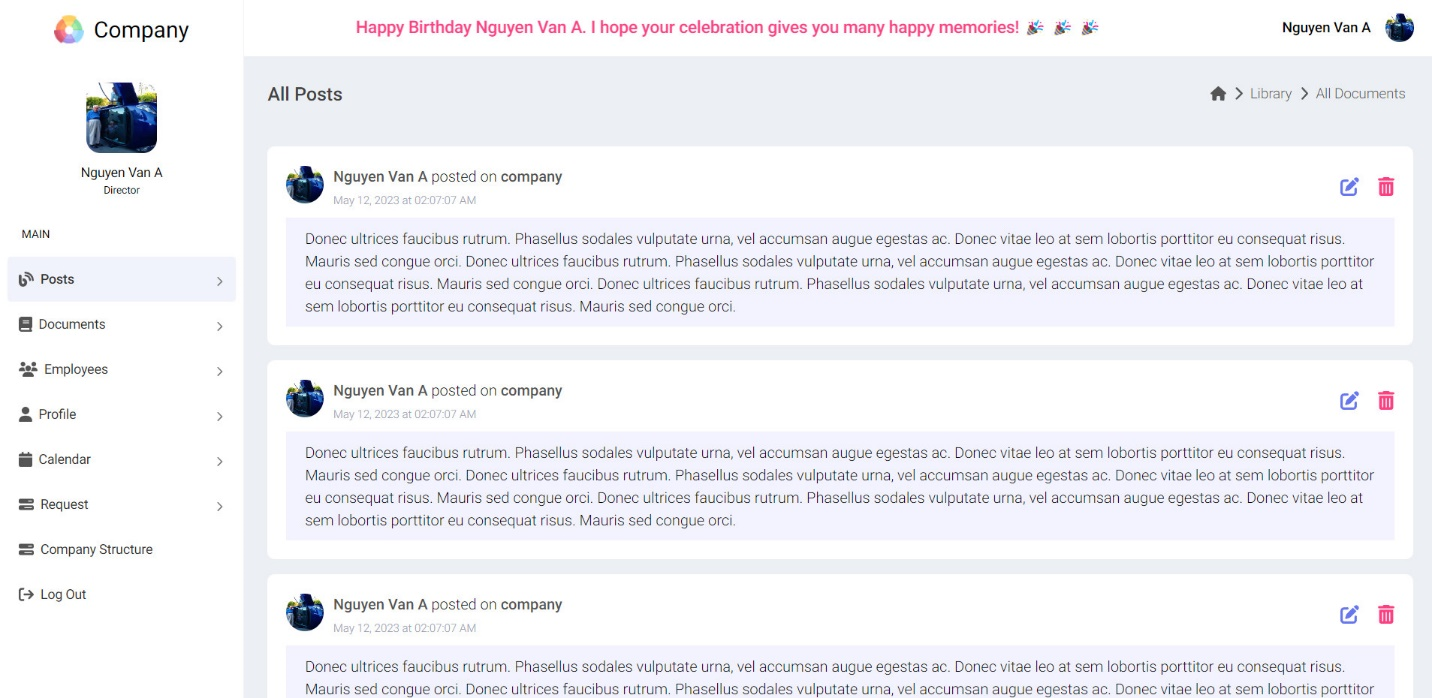 Company
Happy Birthday Nguyen Van A. I hope your celebration gives you many happy memories! 🎉 🎉 🎉
Nguyen Van A
Nguyen Van A
Director
MAIN
Posts
Documents
Employees
Profile
Calendar
Request
Company Structure
Log Out
All Posts
Library
All Documents
Nguyen Van A posted on company
May 12, 2023 at 02:07:07 AM
Donec ultrices faucibus rutrum. Phasellus sodales vulputate urna, vel accumsan augue egestas ac. Donec vitae leo at sem lobortis porttitor eu consequat risus.
Mauris sed congue orci. Donec ultrices faucibus rutrum. Phasellus sodales vulputate urna, vel accumsan augue egestas ac. Donec vitae leo at sem lobortis porttitor
eu consequat risus. Mauris sed congue orci. Donec ultrices faucibus rutrum. Phasellus sodales vulputate urna, vel accumsan augue egestas ac. Donec vitae leo at
sem lobortis porttitor eu consequat risus. Mauris sed congue orci.
Nguyen Van A posted on company
May 12, 2023 at 02:07:07 AM
Donec ultrices faucibus rutrum. Phasellus sodales vulputate urna, vel accumsan augue egestas ac. Donec vitae leo at sem lobortis porttitor eu consequat risus.
Mauris sed congue orci. Donec ultrices faucibus rutrum. Phasellus sodales vulputate urna, vel accumsan augue egestas ac. Donec vitae leo at sem lobortis porttitor
eu consequat risus. Mauris sed congue orci. Donec ultrices faucibus rutrum. Phasellus sodales vulputate urna, vel accumsan augue egestas ac. Donec vitae leo at
sem lobortis porttitor eu consequat risus. Mauris sed congue orci.
Nguyen Van A posted on company
May 12, 2023 at 02:07:07 AM
Donec ultrices faucibus rutrum. Phasellus sodales vulputate urna, vel accumsan augue egestas ac. Donec vitae leo at sem lobortis porttitor eu consequat risus.
Mauris sed congue orci. Donec ultrices faucibus rutrum. Phasellus sodales vulputate urna, vel accumsan augue egestas ac. Donec vitae leo at sem lobortis porttitor